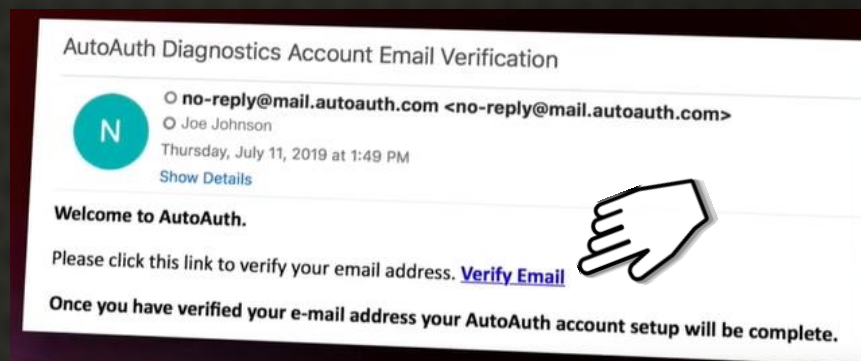 AutoAuth Diagnostics Account Email Verification
N
no-reply@mail.autoauth.com <no-reply@mail.autoauth.com>
Joe Johnson
Thursday, July 11, 2019 at 1:49 PM
Show Details
Welcome to AutoAuth.
Please click this link to verify your email address. Verify Email
Once you have verified your e-mail address your AutoAuth account setup will be complete.